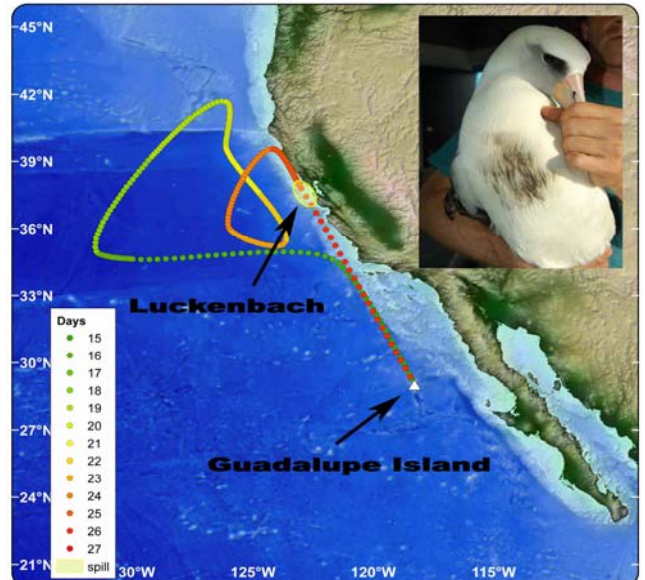 45°N
42°N
39°N
36°N
33°N
30°N
27°N
24°N
21°N
Luckenbach
Guadalupe Island
Days
15
16
17
18
19
20
21
22
23
24
25
26
27
spill
30°W
125°W
120°W
115°W